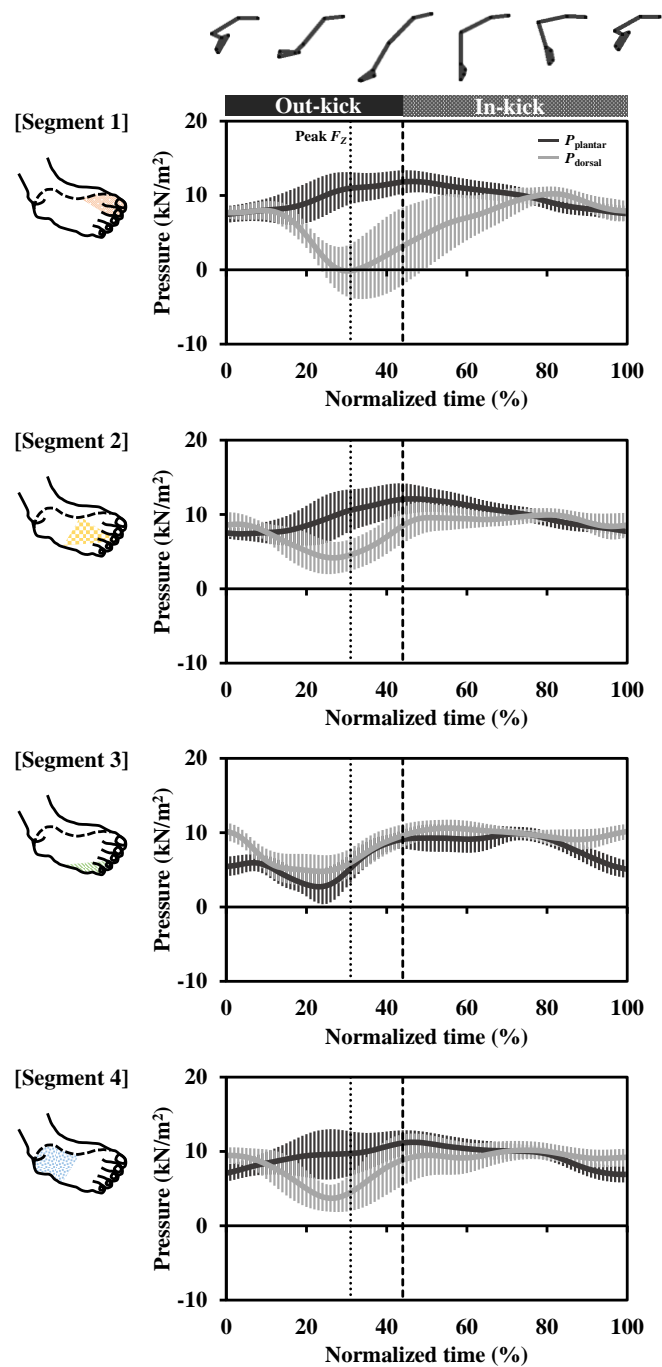 Out-kick In-kick
[Segment 1]
Peak F_Z
P_plantar
P_dorsal
Pressure (kN/m²)
20
10
0
-10
0 20 40 60 80 100
Normalized time (%)
[Segment 2]
Pressure (kN/m²)
20
10
0
-10
0 20 40 60 80 100
Normalized time (%)
[Segment 3]
Pressure (kN/m²)
20
10
0
-10
0 20 40 60 80 100
Normalized time (%)
[Segment 4]
Pressure (kN/m²)
20
10
0
-10
0 20 40 60 80 100
Normalized time (%)